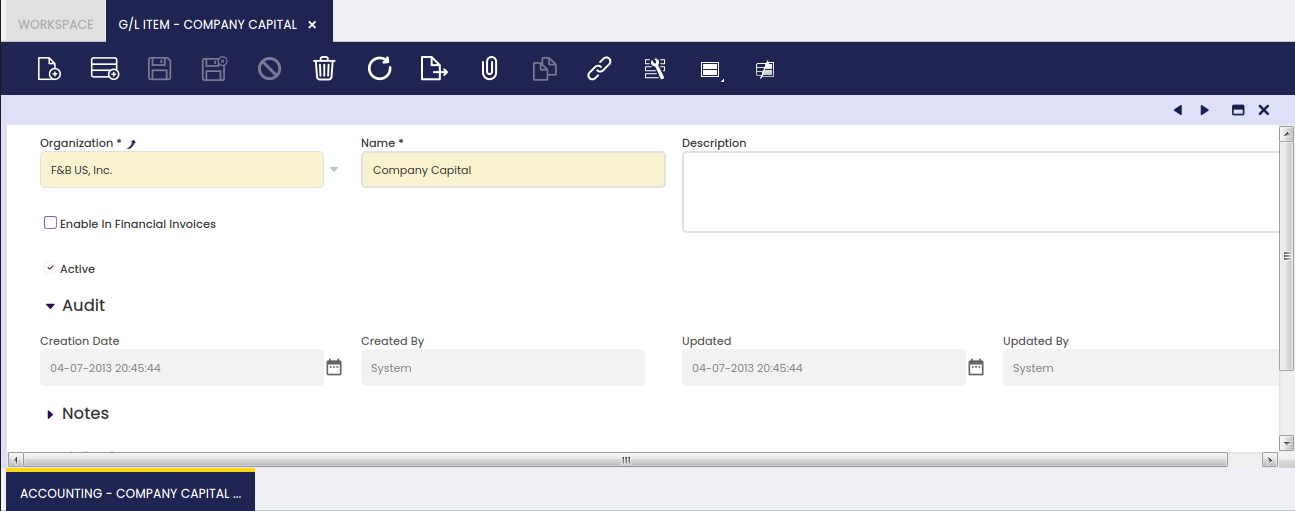 WORKSPACE
G/L ITEM - COMPANY CAPITAL
Organization *
Name *
Description
F&B US, Inc.
Company Capital
Enable In Financial Invoices
Active
Audit
Creation Date
Created By
Updated
Updated By
04-07-2013 20:45:44
System
04-07-2013 20:45:44
System
Notes
ACCOUNTING - COMPANY CAPITAL ...